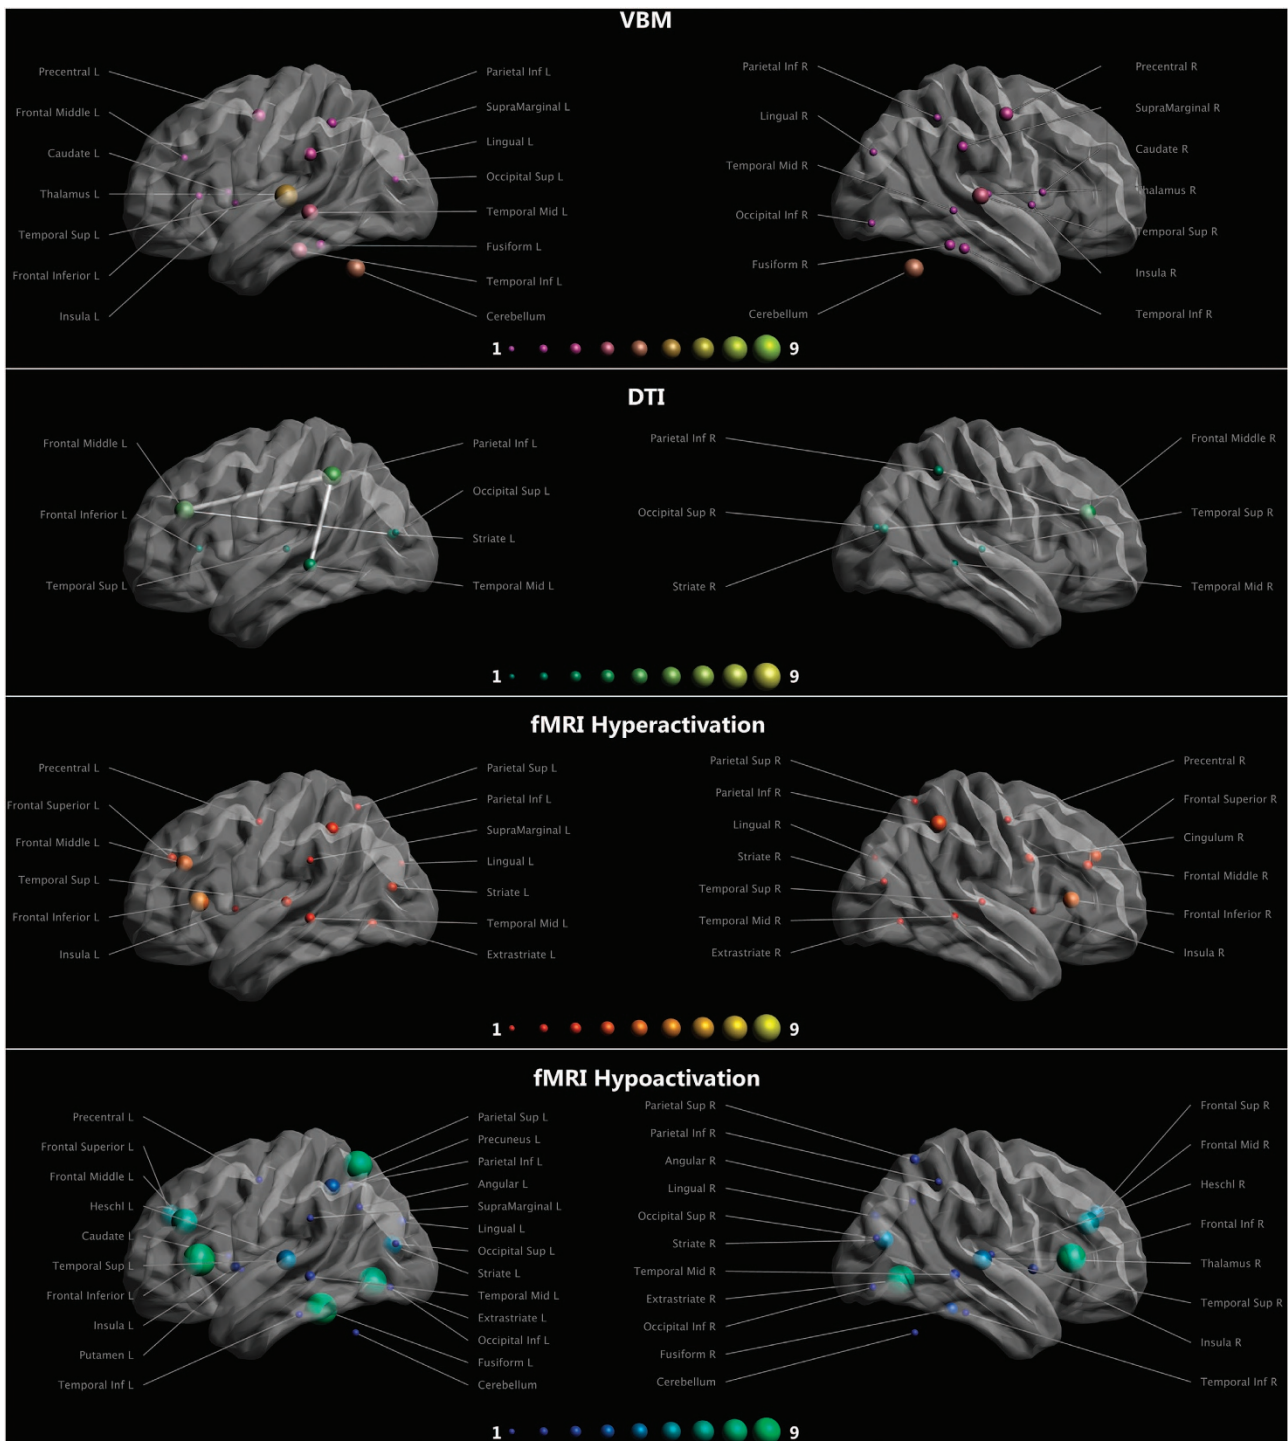 VBM
Precentral L
Frontal Middle L
Caudate L
Thalamus L
Temporal Sup L
Frontal Inferior L
Insula L
Parietal Inf L
SupraMarginal L
Lingual L
Occipital Sup L
Temporal Mid L
Fusiform L
Temporal Inf L
Cerebellum
Parietal Inf R
Lingual R
Temporal Mid R
Occipital Inf R
Fusiform R
Cerebellum
Precentral R
SupraMarginal R
Caudate R
Thalamus R
Temporal Sup R
Insula R
Temporal Inf R
1 9
DTI
Frontal Middle L
Frontal Inferior L
Temporal Sup L
Parietal Inf L
Occipital Sup L
Striate L
Temporal Mid L
Parietal Inf R
Occipital Sup R
Striate R
Frontal Middle R
Temporal Sup R
Temporal Mid R
1 9
fMRI Hyperactivation
Precentral L
Frontal Superior L
Frontal Middle L
Temporal Sup L
Frontal Inferior L
Insula L
Parietal Sup L
Parietal Inf L
SupraMarginal L
Lingual L
Striate L
Temporal Mid L
Extrastriate L
Parietal Sup R
Parietal Inf R
Lingual R
Striate R
Temporal Sup R
Temporal Mid R
Extrastriate R
Precentral R
Frontal Superior R
Cingulum R
Frontal Middle R
Frontal Inferior R
Insula R
1 9
fMRI Hypoactivation
Precentral L
Frontal Superior L
Frontal Middle L
Heschl L
Caudate L
Temporal Sup L
Frontal Inferior L
Insula L
Putamen L
Temporal Inf L
Parietal Sup L
Precuneus L
Parietal Inf L
Angular L
SupraMarginal L
Lingual L
Occipital Sup L
Striate L
Temporal Mid L
Extrastriate L
Occipital Inf L
Fusiform L
Cerebellum
Parietal Sup R
Parietal Inf R
Angular R
Lingual R
Occipital Sup R
Striate R
Temporal Mid R
Extrastriate R
Occipital Inf R
Fusiform R
Cerebellum
Frontal Sup R
Frontal Mid R
Heschl R
Frontal Inf R
Thalamus R
Temporal Sup R
Insula R
Temporal Inf R
1 9